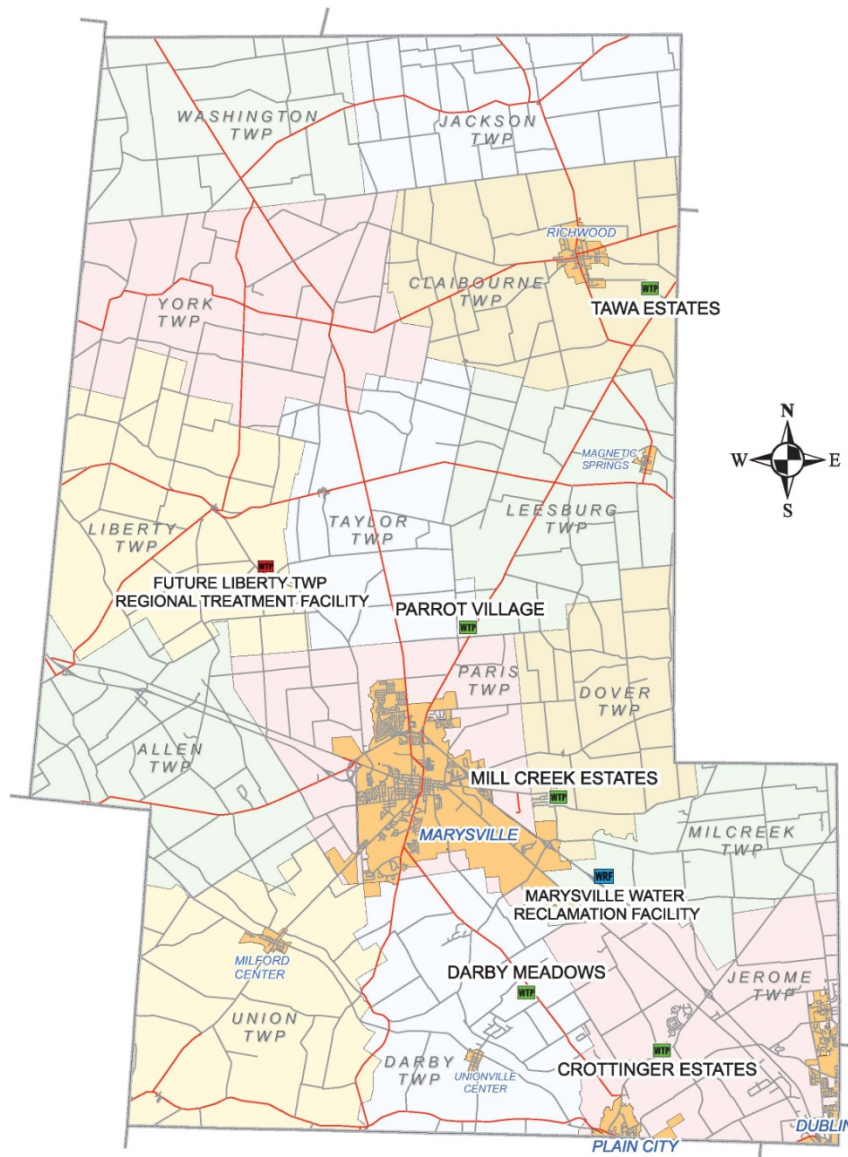 WASHINGTON
TWP
JACKSON
TWP
RICHWOOD
CLAIBOURNE
TWP
WTP
TAWA ESTATES
YORK
TWP
N
W
E
S
MAGNETIC
SPRINGS
LEESBURG
TWP
TAYLOR
TWP
LIBERTY
TWP
WTP
FUTURE LIBERTY TWP
REGIONAL TREATMENT FACILITY
PARROT VILLAGE
WTP
PARIS
TWP
DOVER
TWP
ALLEN
TWP
MILL CREEK ESTATES
WTP
MARYSVILLE
MILCREEK
TWP
WRF
MARYSVILLE WATER
RECLAMATION FACILITY
MILFORD
CENTER
DARBY MEADOWS
WTP
JEROME
TWP
UNION
TWP
DARBY
TWP
UNIONVILLE
CENTER
WTP
CROTTINGER ESTATES
PLAIN CITY
DUBLIN